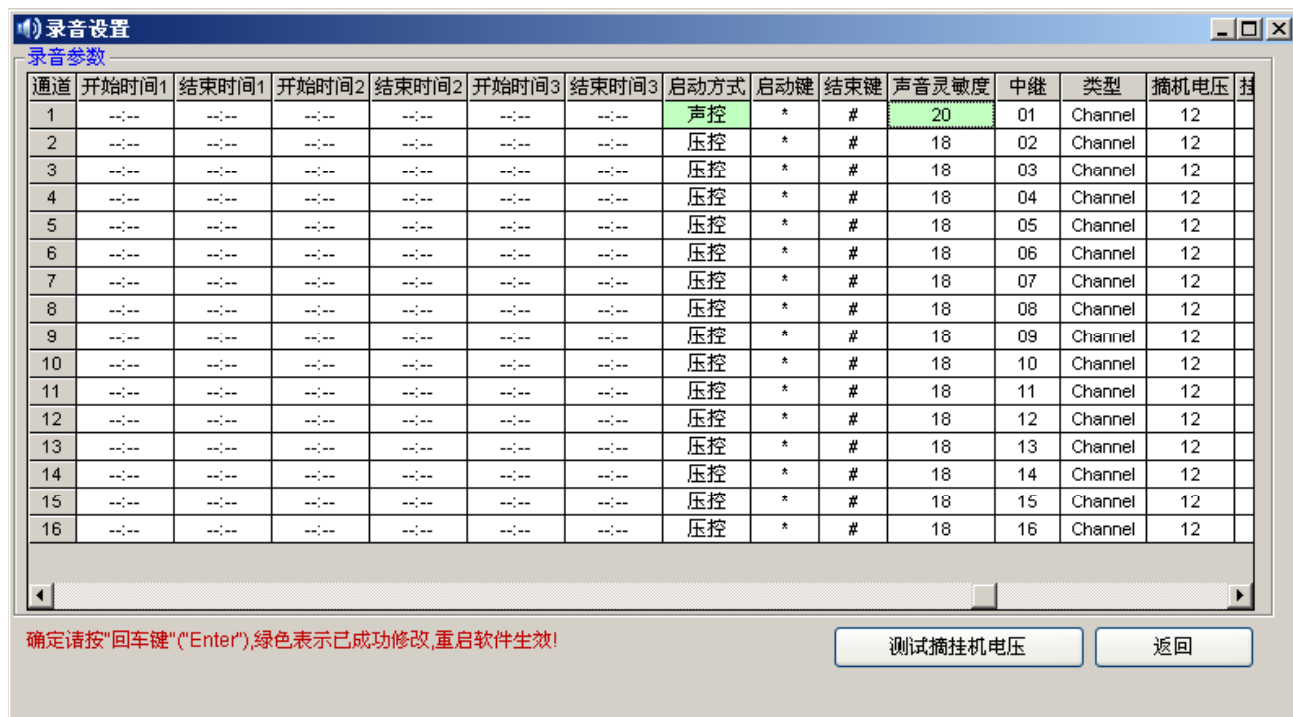 录音设置
录音参数
通道 开始时间1 结束时间1 开始时间2 结束时间2 开始时间3 结束时间3 启动方式 启动键 结束键 声音灵敏度 中继 类型 摘机电压
1 --:-- --:-- --:-- --:-- --:-- --:-- 声控 * # 20 01 Channel 12
2 --:-- --:-- --:-- --:-- --:-- --:-- 压控 * # 18 02 Channel 12
3 --:-- --:-- --:-- --:-- --:-- --:-- 压控 * # 18 03 Channel 12
4 --:-- --:-- --:-- --:-- --:-- --:-- 压控 * # 18 04 Channel 12
5 --:-- --:-- --:-- --:-- --:-- --:-- 压控 * # 18 05 Channel 12
6 --:-- --:-- --:-- --:-- --:-- --:-- 压控 * # 18 06 Channel 12
7 --:-- --:-- --:-- --:-- --:-- --:-- 压控 * # 18 07 Channel 12
8 --:-- --:-- --:-- --:-- --:-- --:-- 压控 * # 18 08 Channel 12
9 --:-- --:-- --:-- --:-- --:-- --:-- 压控 * # 18 09 Channel 12
10 --:-- --:-- --:-- --:-- --:-- --:-- 压控 * # 18 10 Channel 12
11 --:-- --:-- --:-- --:-- --:-- --:-- 压控 * # 18 11 Channel 12
12 --:-- --:-- --:-- --:-- --:-- --:-- 压控 * # 18 12 Channel 12
13 --:-- --:-- --:-- --:-- --:-- --:-- 压控 * # 18 13 Channel 12
14 --:-- --:-- --:-- --:-- --:-- --:-- 压控 * # 18 14 Channel 12
15 --:-- --:-- --:-- --:-- --:-- --:-- 压控 * # 18 15 Channel 12
16 --:-- --:-- --:-- --:-- --:-- --:-- 压控 * # 18 16 Channel 12
确定请按"回车键"("Enter"),绿色表示已成功修改,重启软件生效!
测试摘挂机电压 返回